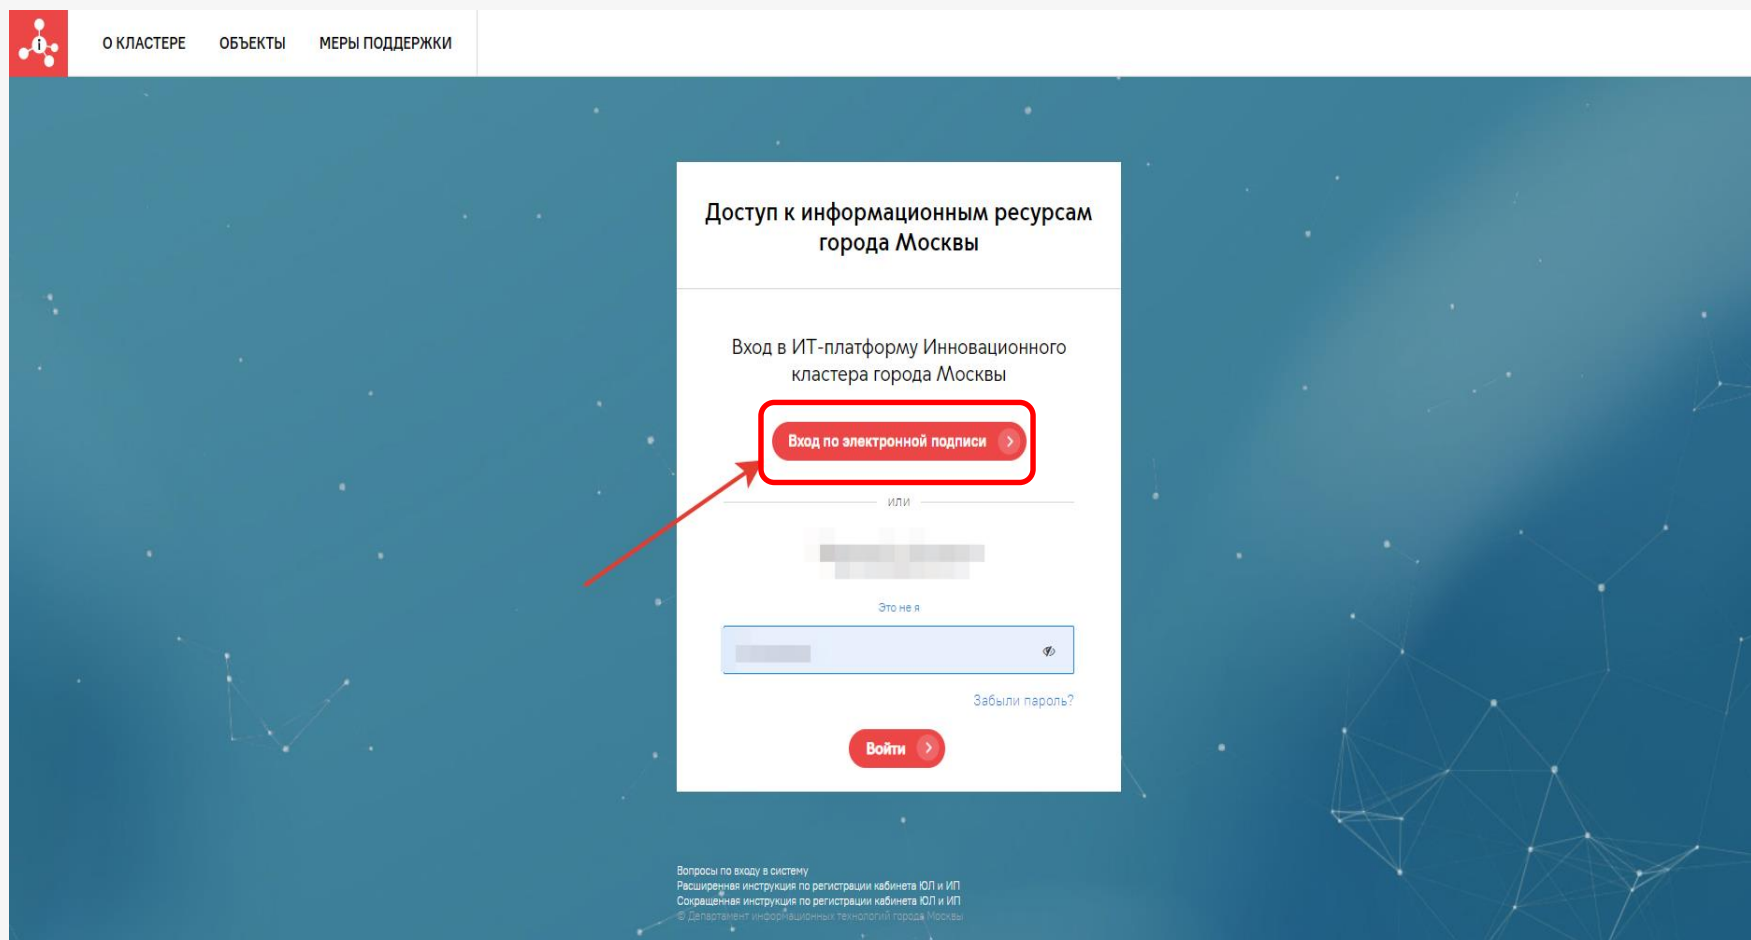 О КЛАСТЕРЕ ОБЪЕКТЫ МЕРЫ ПОДДЕРЖКИ
Доступ к информационным ресурсам
города Москвы
Вход в ИТ-платформу Инновационного
кластера города Москвы
Вход по электронной подписи
или
Это не я
Забыли пароль?
Войти
Вопросы по входу в систему
Расширенная инструкция по регистрации кабинета ЮЛ и ИП
Сокращенная инструкция по регистрации кабинета ЮЛ и ИП
© Департамент информационных технологий города Москвы